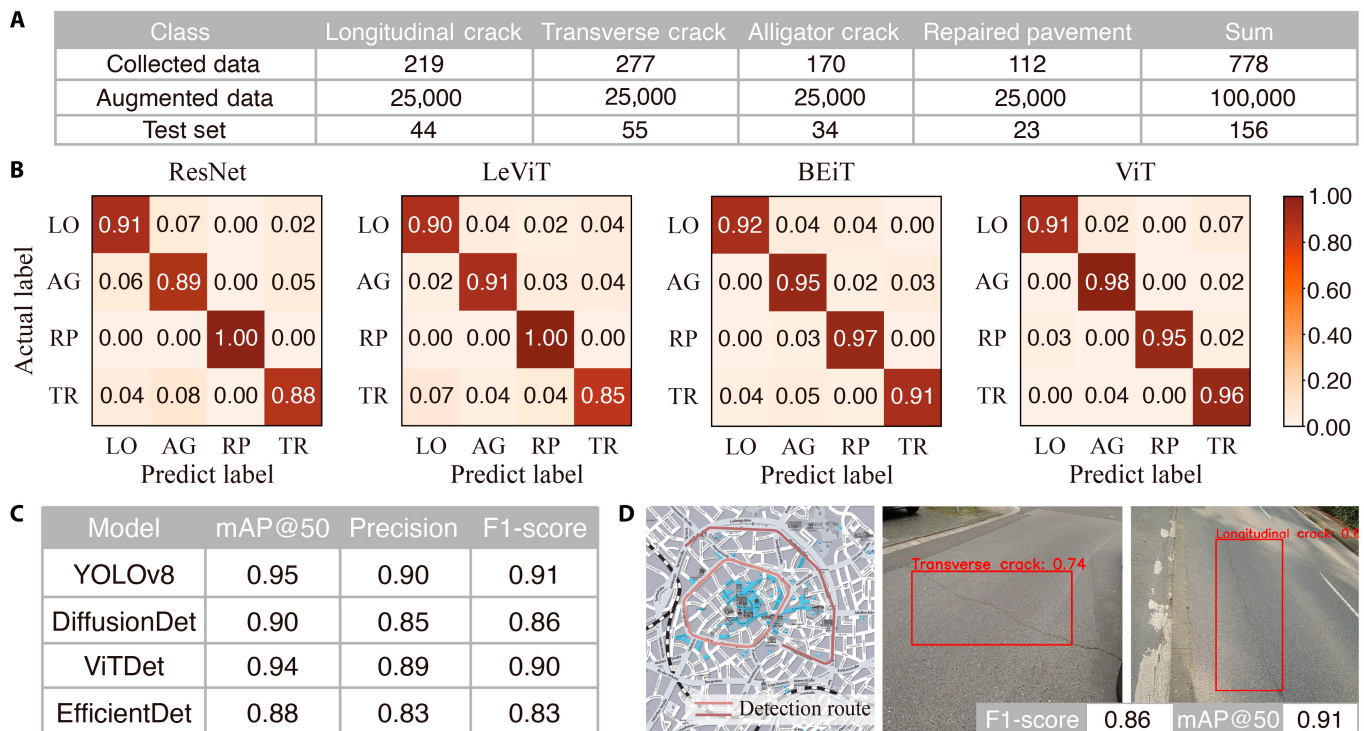 A
Class Longitudinal crack Transverse crack Alligator crack Repaired pavement Sum
Collected data 219 277 170 112 778
Augmented data 25,000 25,000 25,000 25,000 100,000
Test set 44 55 34 23 156
B
ResNet LeViT BEiT ViT
Actual label
LO 0.91 0.07 0.00 0.02 LO 0.90 0.04 0.02 0.04 LO 0.92 0.04 0.04 0.00 LO 0.91 0.02 0.00 0.07 1.00
0.80
AG 0.06 0.89 0.00 0.05 AG 0.02 0.91 0.03 0.04 AG 0.00 0.95 0.02 0.03 AG 0.00 0.98 0.00 0.02
0.60
RP 0.00 0.00 1.00 0.00 RP 0.00 0.00 1.00 0.00 RP 0.00 0.03 0.97 0.00 RP 0.03 0.00 0.95 0.02
0.40
0.20
TR 0.04 0.08 0.00 0.88 TR 0.07 0.04 0.04 0.85 TR 0.04 0.05 0.00 0.91 TR 0.00 0.04 0.00 0.96
0.00
LO AG RP TR LO AG RP TR LO AG RP TR LO AG RP TR
Predict label Predict label Predict label Predict label
C
Model mAP@50 Precision F1-score
YOLOv8 0.95 0.90 0.91
DiffusionDet 0.90 0.85 0.86
ViTDet 0.94 0.89 0.90
EfficientDet 0.88 0.83 0.83
D
Detection route
Transverse crack: 0.74
Longitudinal crack:
F1-score 0.86 mAP@50 0.91